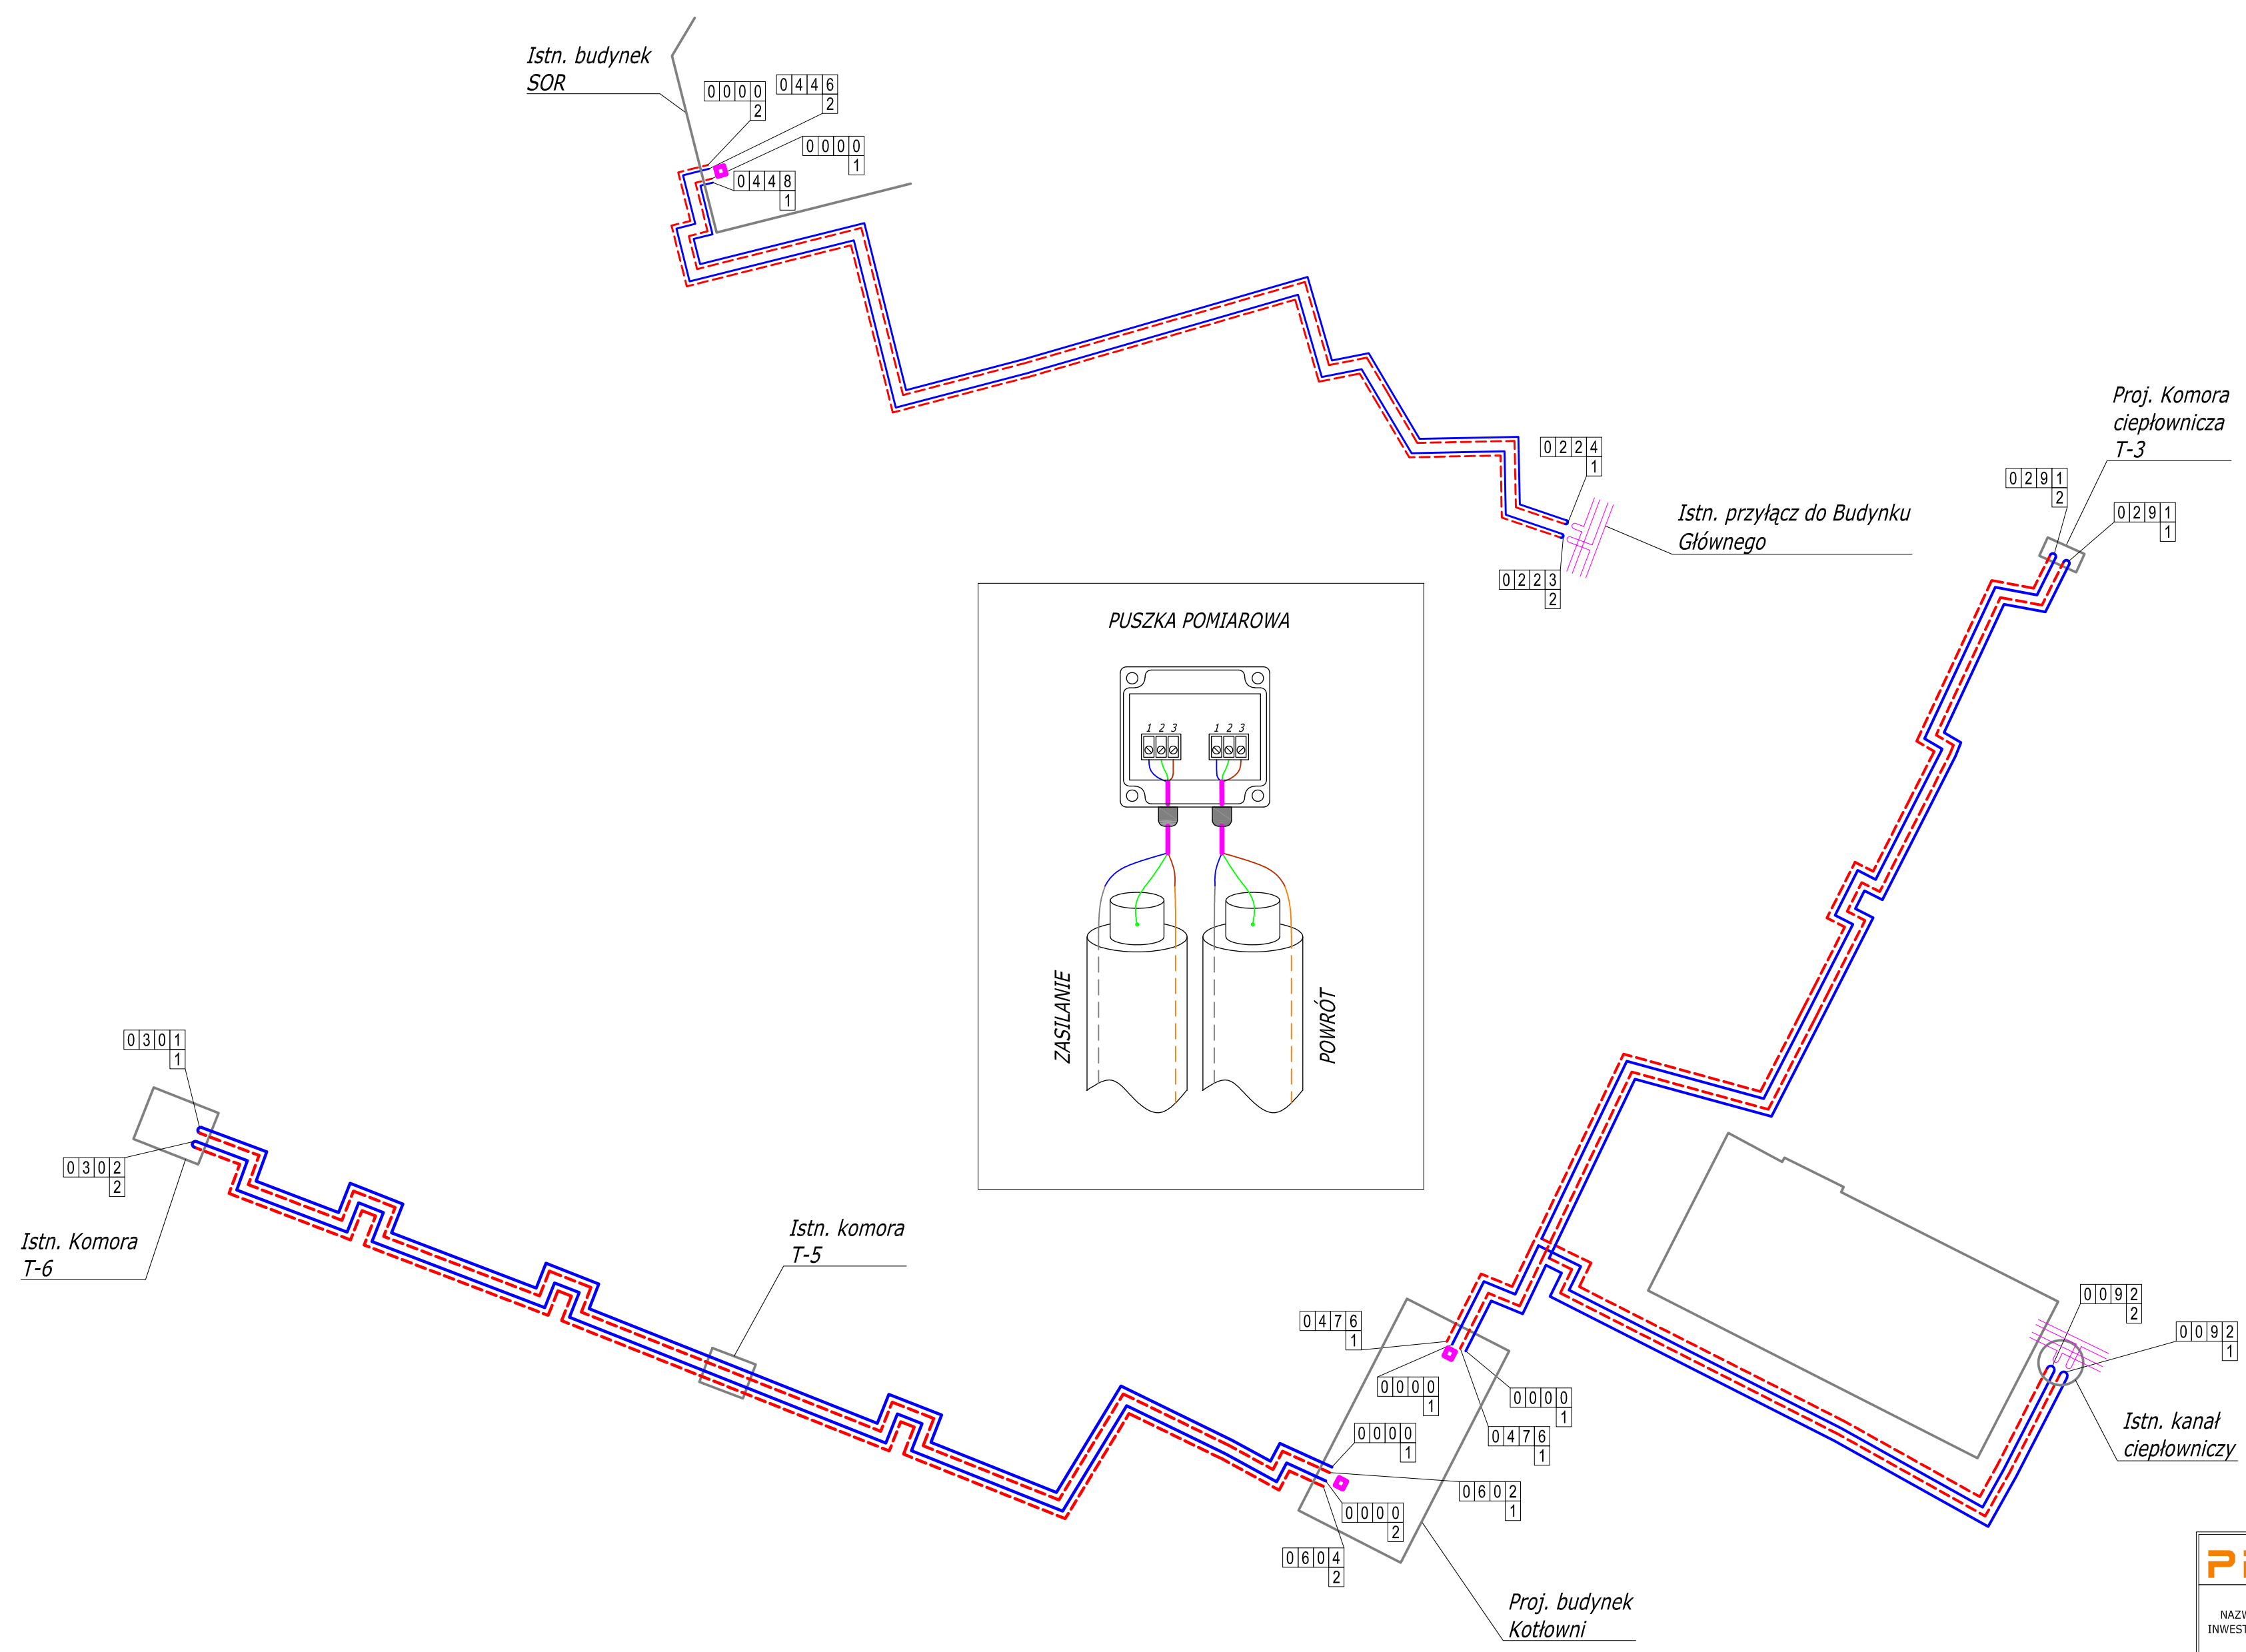 Istn. budynek
SOR
0000
2
0446
2
0000
1
0448
1
Proj. Komora
ciepłownicza
T-3
0224
1
0291
2
0291
1
Istn. przyłącz do Budynku
Głównego
0223
2
PUSZKA POMIAROWA
1 2 3
1 2 3
ZASILANIE
POWRÓT
0301
1
0302
2
Istn. Komora
T-6
Istn. komora
T-5
0092
2
0092
1
0476
1
0000
1
0000
1
0000
1
0476
1
Istn. kanał
ciepłowniczy
0602
1
0000
2
0604
2
Proj. budynek
Kotłowni
NAZW
INWEST